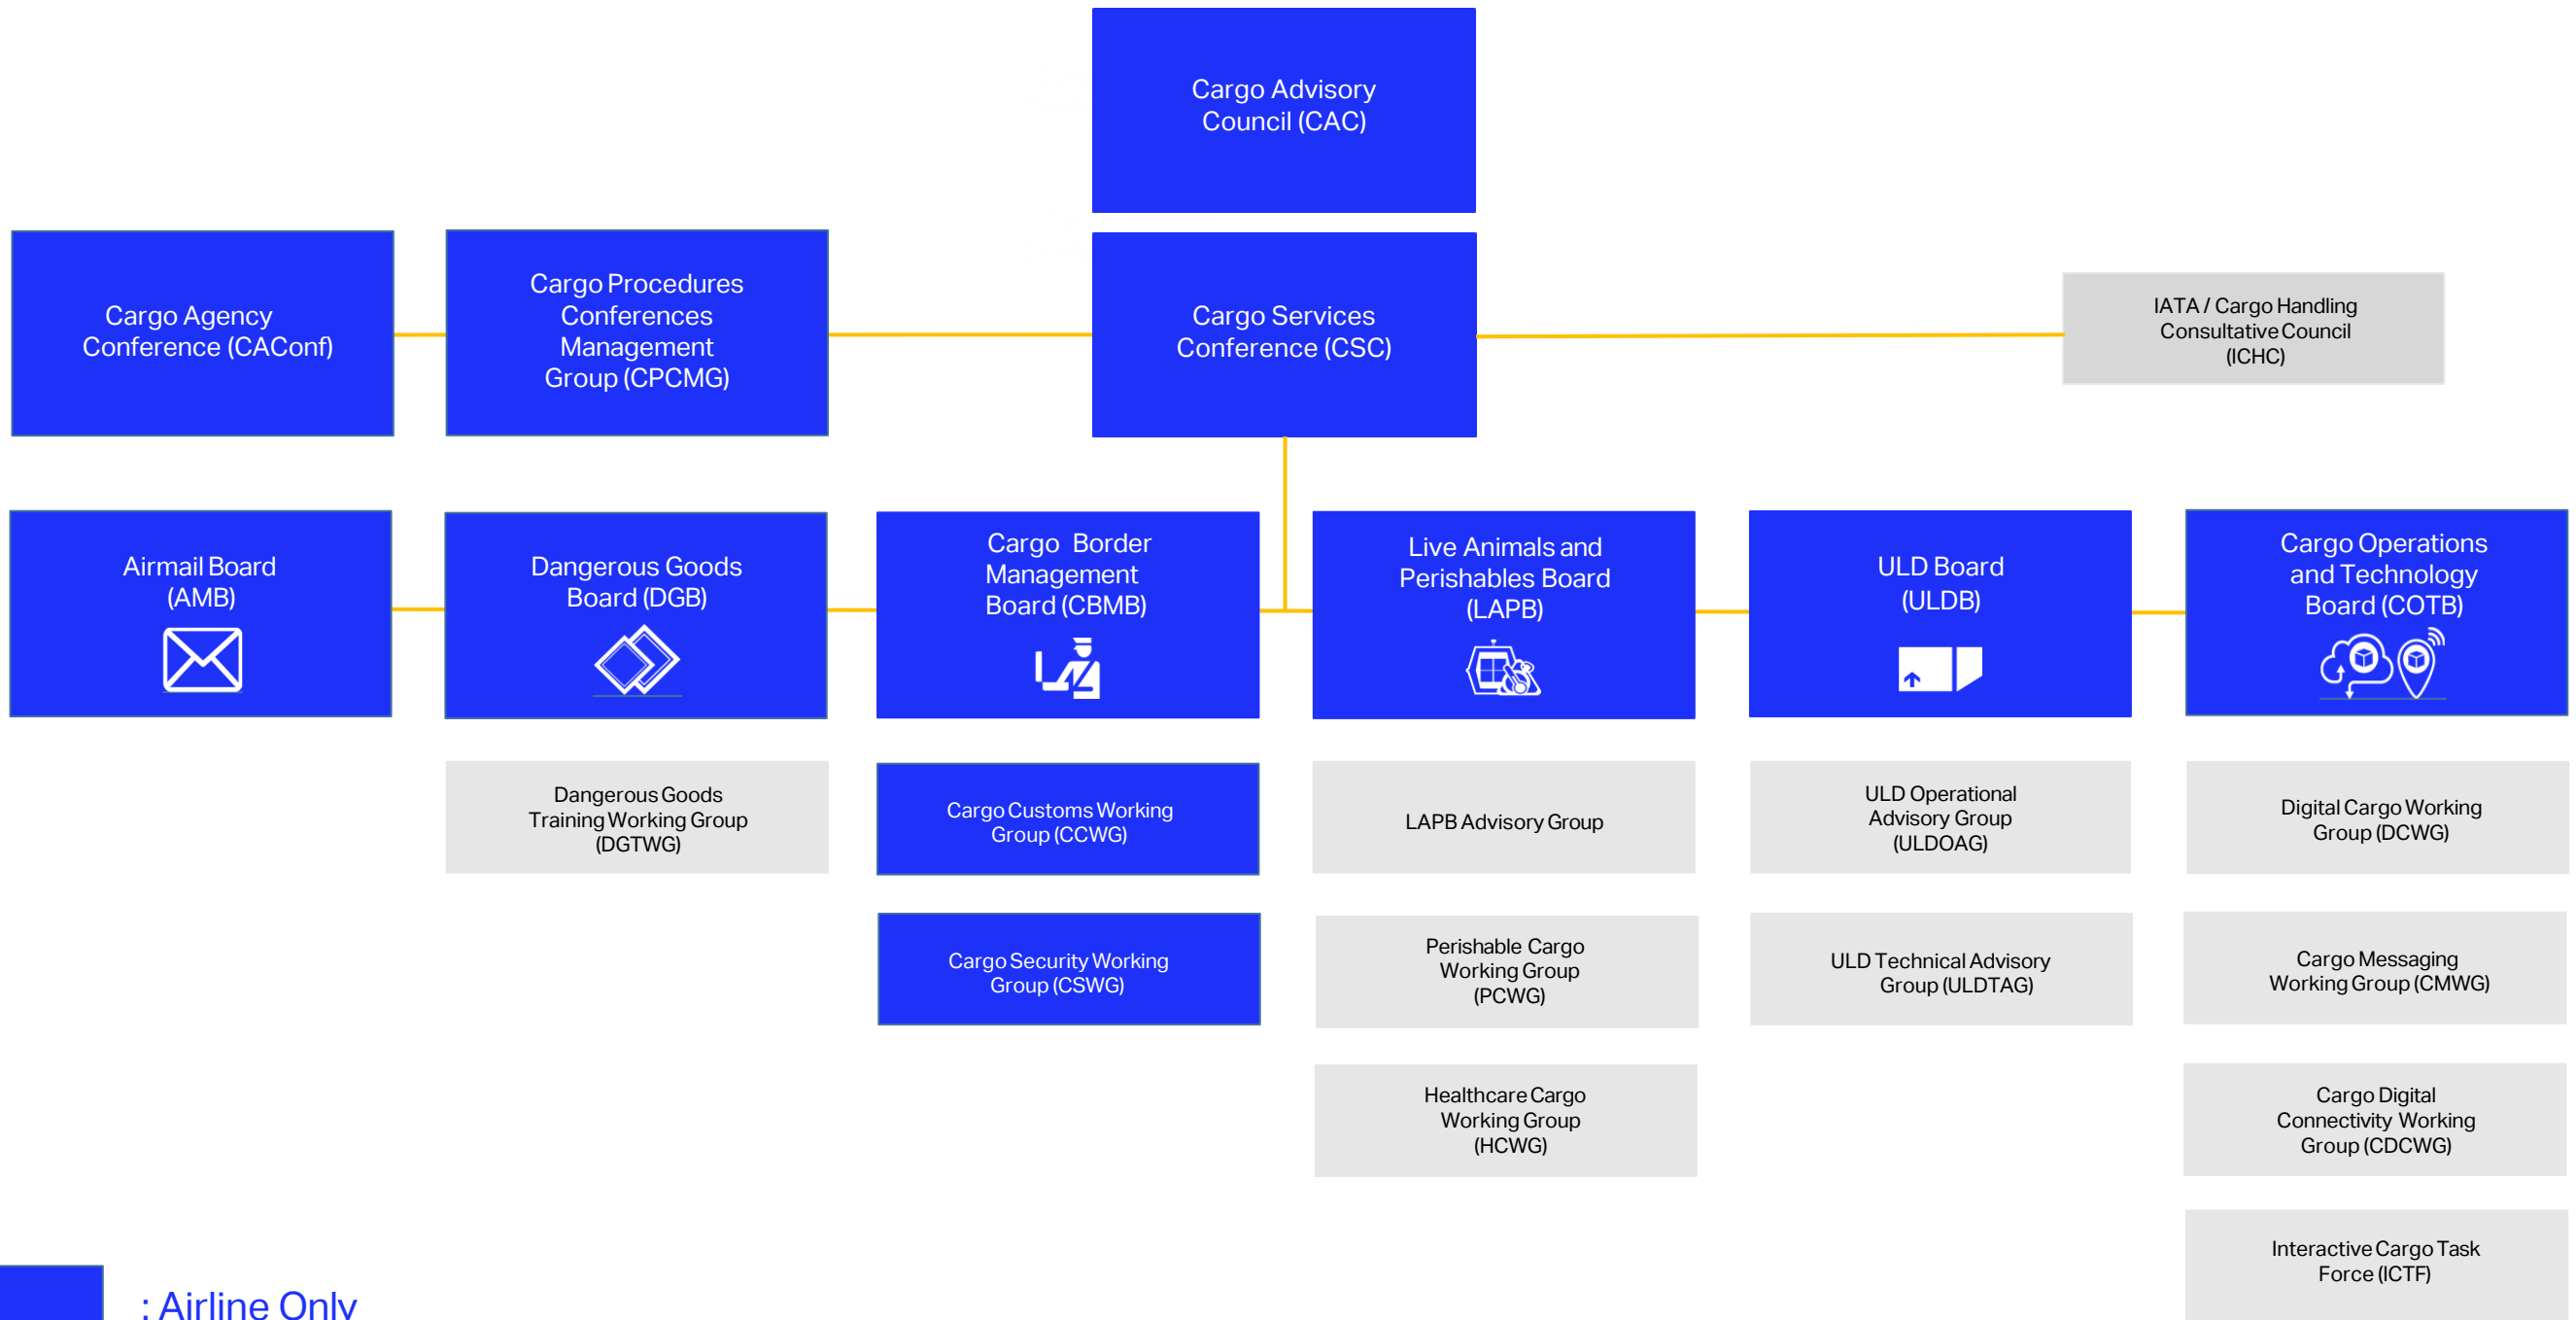 Cargo Advisory
Council (CAC)
Cargo Agency
Conference (CAConf)
Cargo Procedures
Conferences
Management
Group (CPCMG)
Cargo Services
Conference (CSC)
IATA / Cargo Handling
Consultative Council
(ICHC)
Airmail Board
(AMB)
Dangerous Goods
Board (DGB)
Cargo Border
Management
Board (CBMB)
Live Animals and
Perishables Board
(LAPB)
ULD Board
(ULDB)
Cargo Operations
and Technology
Board (COTB)
Dangerous Goods
Training Working Group
(DGTWG)
Cargo Customs Working
Group (CCWG)
LAPB Advisory Group
ULD Operational
Advisory Group
(ULDOAG)
Digital Cargo Working
Group (DCWG)
Cargo Security Working
Group (CSWG)
Perishable Cargo
Working Group
(PCWG)
ULD Technical Advisory
Group (ULDTAG)
Cargo Messaging
Working Group (CMWG)
Healthcare Cargo
Working Group
(HCWG)
Cargo Digital
Connectivity Working
Group (CDCWG)
Interactive Cargo Task
Force (ICTF)
: Airline Only